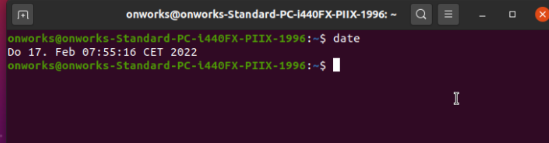 onworks@onworks-Standard-PC-i440FX-PIIX-1996: ~
onworks@onworks-Standard-PC-i440FX-PIIX-1996:~$ date
Do 17. Feb 07:55:16 CET 2022
onworks@onworks-Standard-PC-i440FX-PIIX-1996:~$